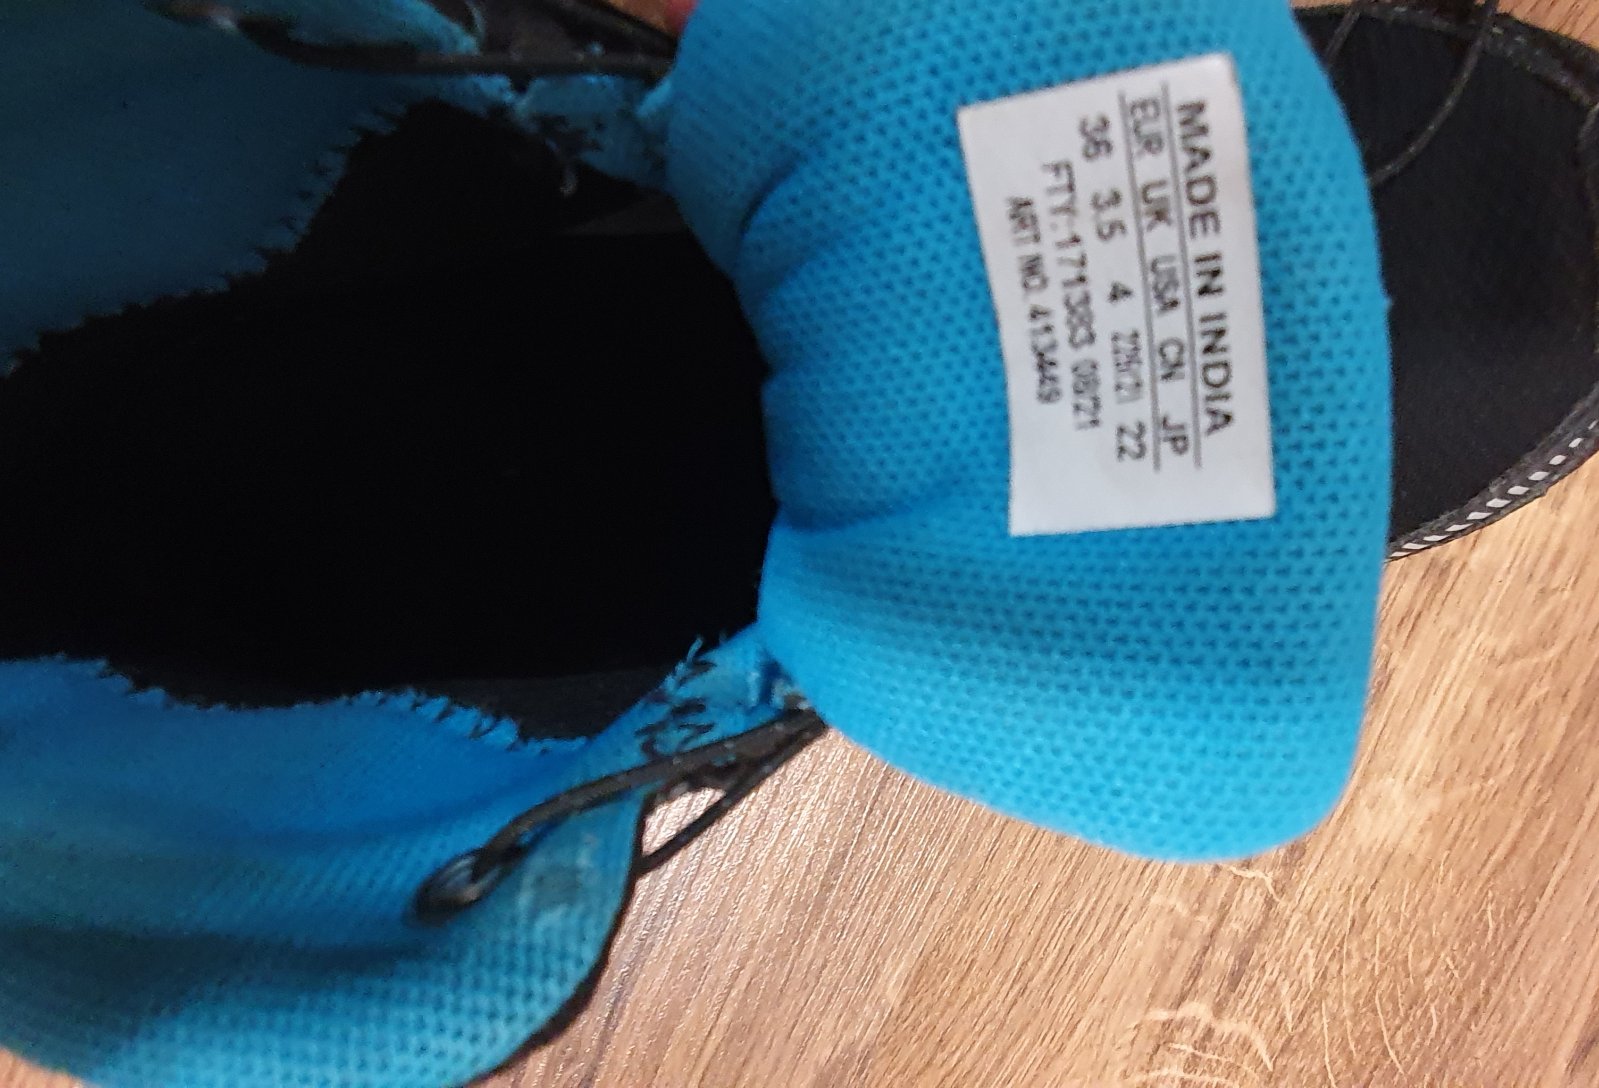 MADE IN INDIA
EUR UK USA CN JP
36 3.5 4 225(2) 22
FTY.:171383 08/21
ART NO. 4134449